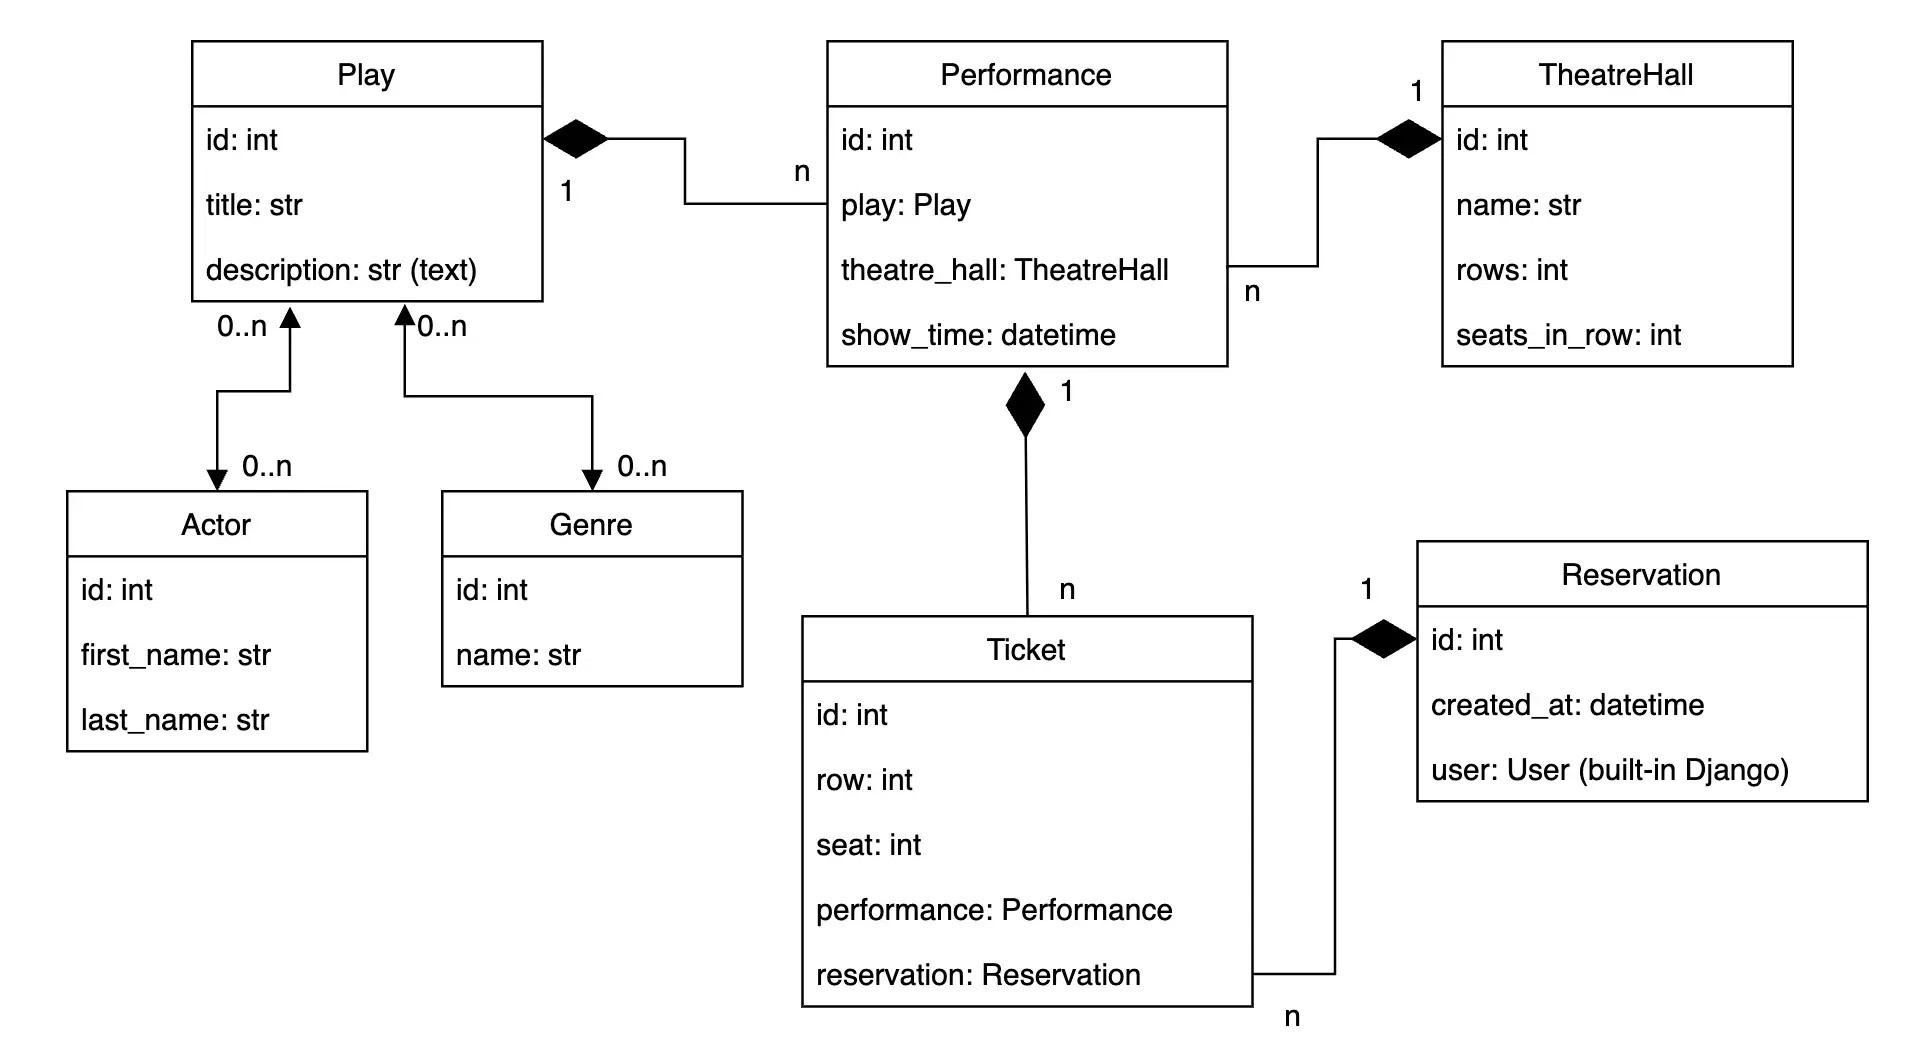 Play
id: int
title: str
description: str (text)
1
n
Performance
id: int
play: Play
theatre_hall: TheatreHall
show_time: datetime
1
n
TheatreHall
id: int
name: str
rows: int
seats_in_row: int
0..n
0..n
0..n
0..n
Actor
id: int
first_name: str
last_name: str
Genre
id: int
name: str
1
n
Ticket
id: int
row: int
seat: int
performance: Performance
reservation: Reservation
1
n
Reservation
id: int
created_at: datetime
user: User (built-in Django)